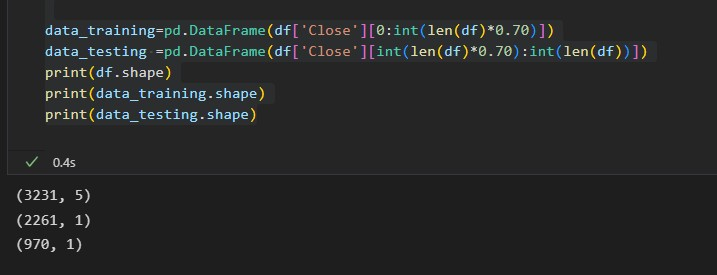 data_training=pd.DataFrame(df['Close'][0:int(len(df)*0.70)])
data_testing =pd.DataFrame(df['Close'][int(len(df)*0.70):int(len(df))])
print(df.shape)
print(data_training.shape)
print(data_testing.shape)
0.4s
(3231, 5)
(2261, 1)
(970, 1)